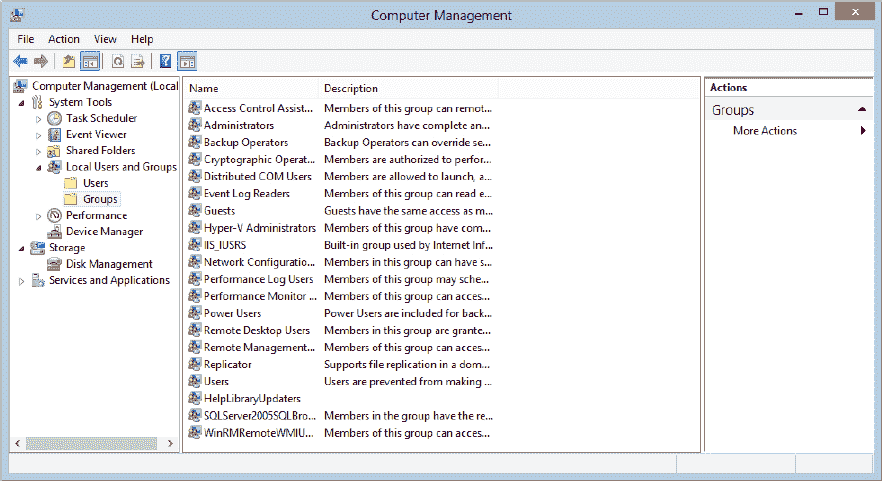 Computer Management
File Action View Help
Computer Management (Local
System Tools
Task Scheduler
Event Viewer
Shared Folders
Local Users and Groups
Users
Groups
Performance
Device Manager
Storage
Disk Management
Services and Applications
Name Description
Access Control Assist... Members of this group can remot...
Administrators Administrators have complete an...
Backup Operators Backup Operators can override se...
Cryptographic Operat... Members are authorized to perfor...
Distributed COM Users Members are allowed to launch, a...
Event Log Readers Members of this group can read e...
Guests Guests have the same access as m...
Hyper-V Administrators Members of this group have com...
IIS_IUSRS Built-in group used by Internet Inf...
Network Configuratio... Members in this group can have s...
Performance Log Users Members of this group may sche...
Performance Monitor ... Members of this group can acces...
Power Users Power Users are included for back...
Remote Desktop Users Members in this group are grante...
Remote Management... Members of this group can acces...
Replicator Supports file replication in a dom...
Users Users are prevented from making ...
HelpLibraryUpdaters
SQLServer2005SQLBro... Members in the group have the re...
WinRMRemoteWMIU... Members of this group can acces...
Actions
Groups
More Actions